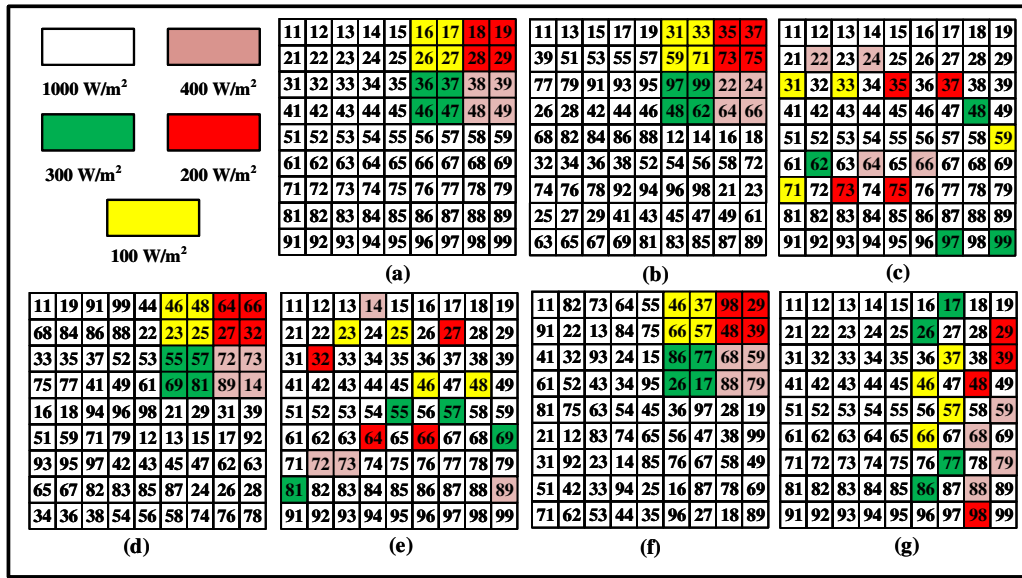 1000 W/m²
400 W/m²
300 W/m²
200 W/m²
100 W/m²
11 12 13 14 15 16 17 18 19
21 22 23 24 25 26 27 28 29
31 32 33 34 35 36 37 38 39
41 42 43 44 45 46 47 48 49
51 52 53 54 55 56 57 58 59
61 62 63 64 65 66 67 68 69
71 72 73 74 75 76 77 78 79
81 82 83 84 85 86 87 88 89
91 92 93 94 95 96 97 98 99
(a)
11 13 15 17 19 31 33 35 37
39 51 53 55 57 59 71 73 75
77 79 91 93 95 97 99 22 24
26 28 42 44 46 48 62 64 66
68 82 84 86 88 12 14 16 18
32 34 36 38 52 54 56 58 72
74 76 78 92 94 96 98 21 23
25 27 29 41 43 45 47 49 61
63 65 67 69 81 83 85 87 89
(b)
11 12 13 14 15 16 17 18 19
21 22 23 24 25 26 27 28 29
31 32 33 34 35 36 37 38 39
41 42 43 44 45 46 47 48 49
51 52 53 54 55 56 57 58 59
61 62 63 64 65 66 67 68 69
71 72 73 74 75 76 77 78 79
81 82 83 84 85 86 87 88 89
91 92 93 94 95 96 97 98 99
(c)
11 19 91 99 44 46 48 64 66
68 84 86 88 22 23 25 27 32
33 35 37 52 53 55 57 72 73
75 77 41 49 61 69 81 89 14
16 18 94 96 98 21 29 31 39
51 59 71 79 12 13 15 17 92
93 95 97 42 43 45 47 62 63
65 67 82 83 85 87 24 26 28
34 36 38 54 56 58 74 76 78
(d)
11 12 13 14 15 16 17 18 19
21 22 23 24 25 26 27 28 29
31 32 33 34 35 36 37 38 39
41 42 43 44 45 46 47 48 49
51 52 53 54 55 56 57 58 59
61 62 63 64 65 66 67 68 69
71 72 73 74 75 76 77 78 79
81 82 83 84 85 86 87 88 89
91 92 93 94 95 96 97 98 99
(e)
11 82 73 64 55 46 37 98 29
91 22 13 84 75 66 57 48 39
41 32 93 24 15 86 77 68 59
61 52 43 34 95 26 17 88 79
81 75 63 54 45 36 97 28 19
21 12 83 74 65 56 47 38 99
31 92 23 14 85 76 67 58 49
51 42 33 94 25 16 87 78 69
71 62 53 44 35 96 27 18 89
(f)
11 12 13 14 15 16 17 18 19
21 22 23 24 25 26 27 28 29
31 32 33 34 35 36 37 38 39
41 42 43 44 45 46 47 48 49
51 52 53 54 55 56 57 58 59
61 62 63 64 65 66 67 68 69
71 72 73 74 75 76 77 78 79
81 82 83 84 85 86 87 88 89
91 92 93 94 95 96 97 98 99
(g)